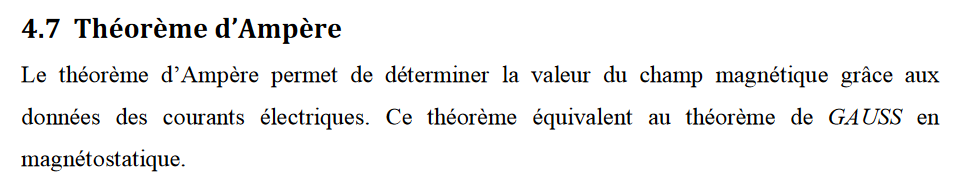 4.7 Théorème d’Ampère
Le théorème d’Ampère permet de déterminer la valeur du champ magnétique grâce aux
données des courants électriques. Ce théorème équivalent au théorème de GAUSS en
magnétostatique.